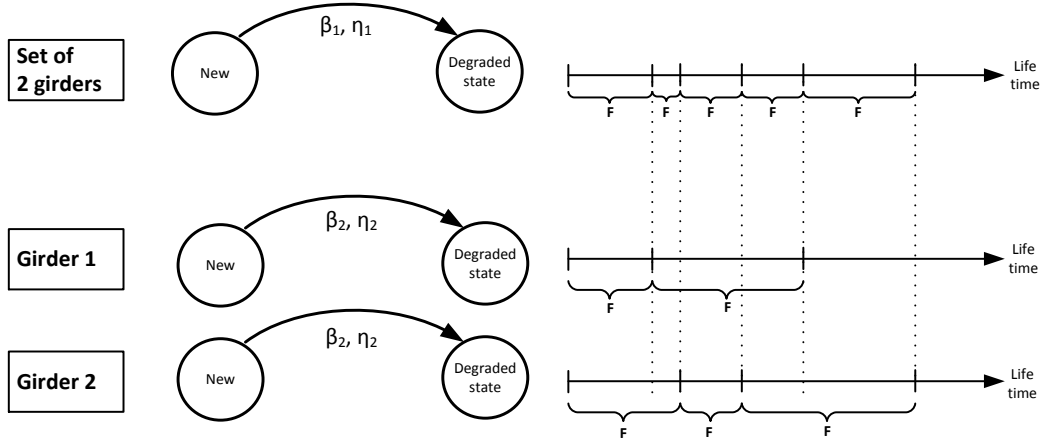 Set of
2 girders
New
β1, η1
Degraded
state
F
F
F
F
F
Life
time
Girder 1
New
β2, η2
Degraded
state
F
F
Life
time
Girder 2
New
β2, η2
Degraded
state
F
F
F
Life
time